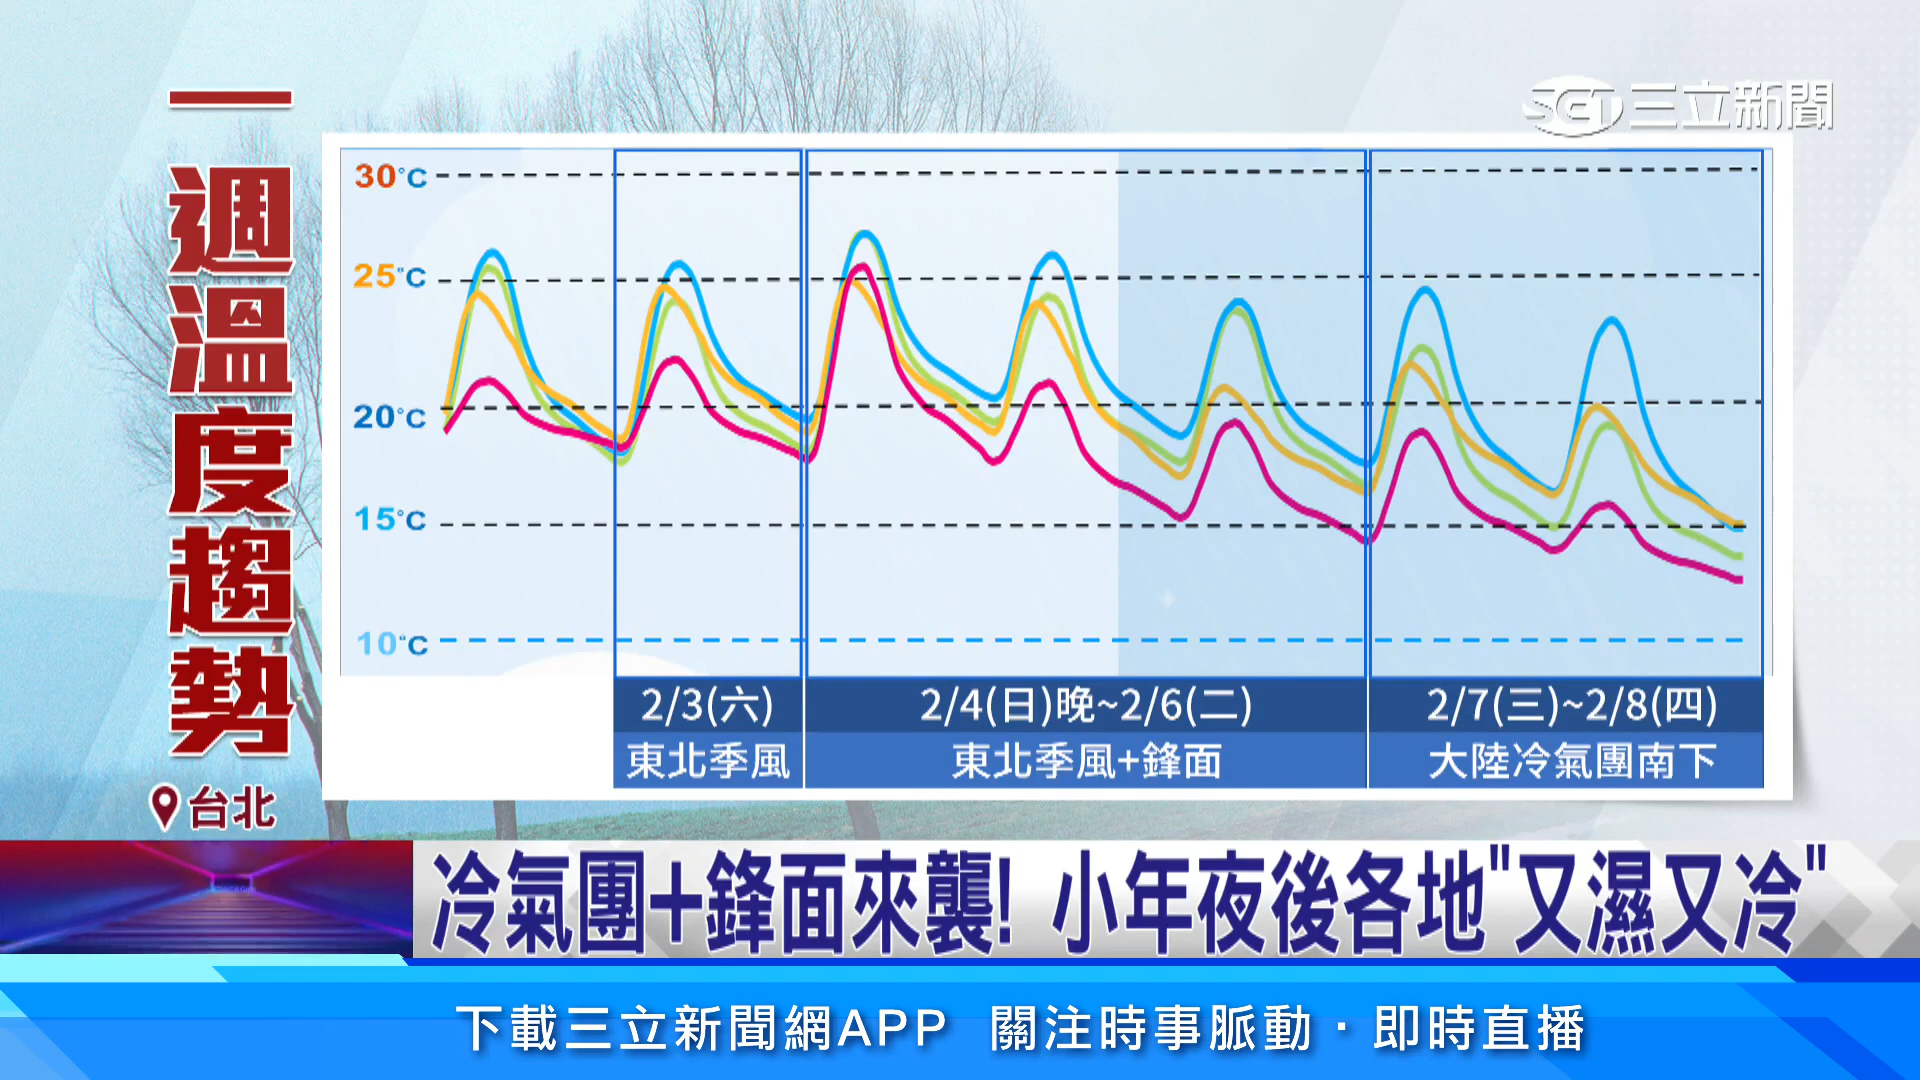 SET三立新聞
一週溫度趨勢
台北
30°C
25°C
20°C
15°C
10°C
2/3(六)
東北季風
2/4(日)晚~2/6(二)
東北季風+鋒面
2/7(三)~2/8(四)
大陸冷氣團南下
冷氣團+鋒面來襲! 小年夜後各地"又濕又冷"
下載三立新聞網APP 關注時事脈動·即時直播